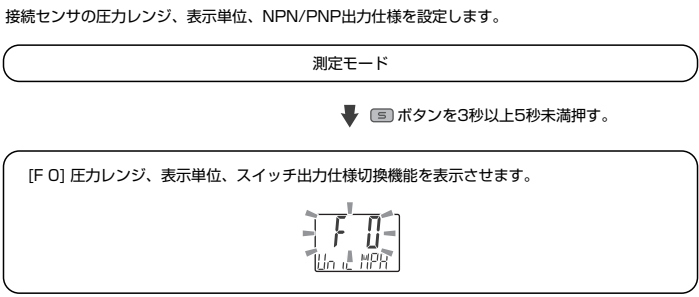 接続センサの圧力レンジ、表示単位、NPN/PNP出力仕様を設定します。
測定モード
S ボタンを3秒以上5秒未満押す。
[F 0] 圧力レンジ、表示単位、スイッチ出力仕様切換機能を表示させます。
F 0
Unit MPA